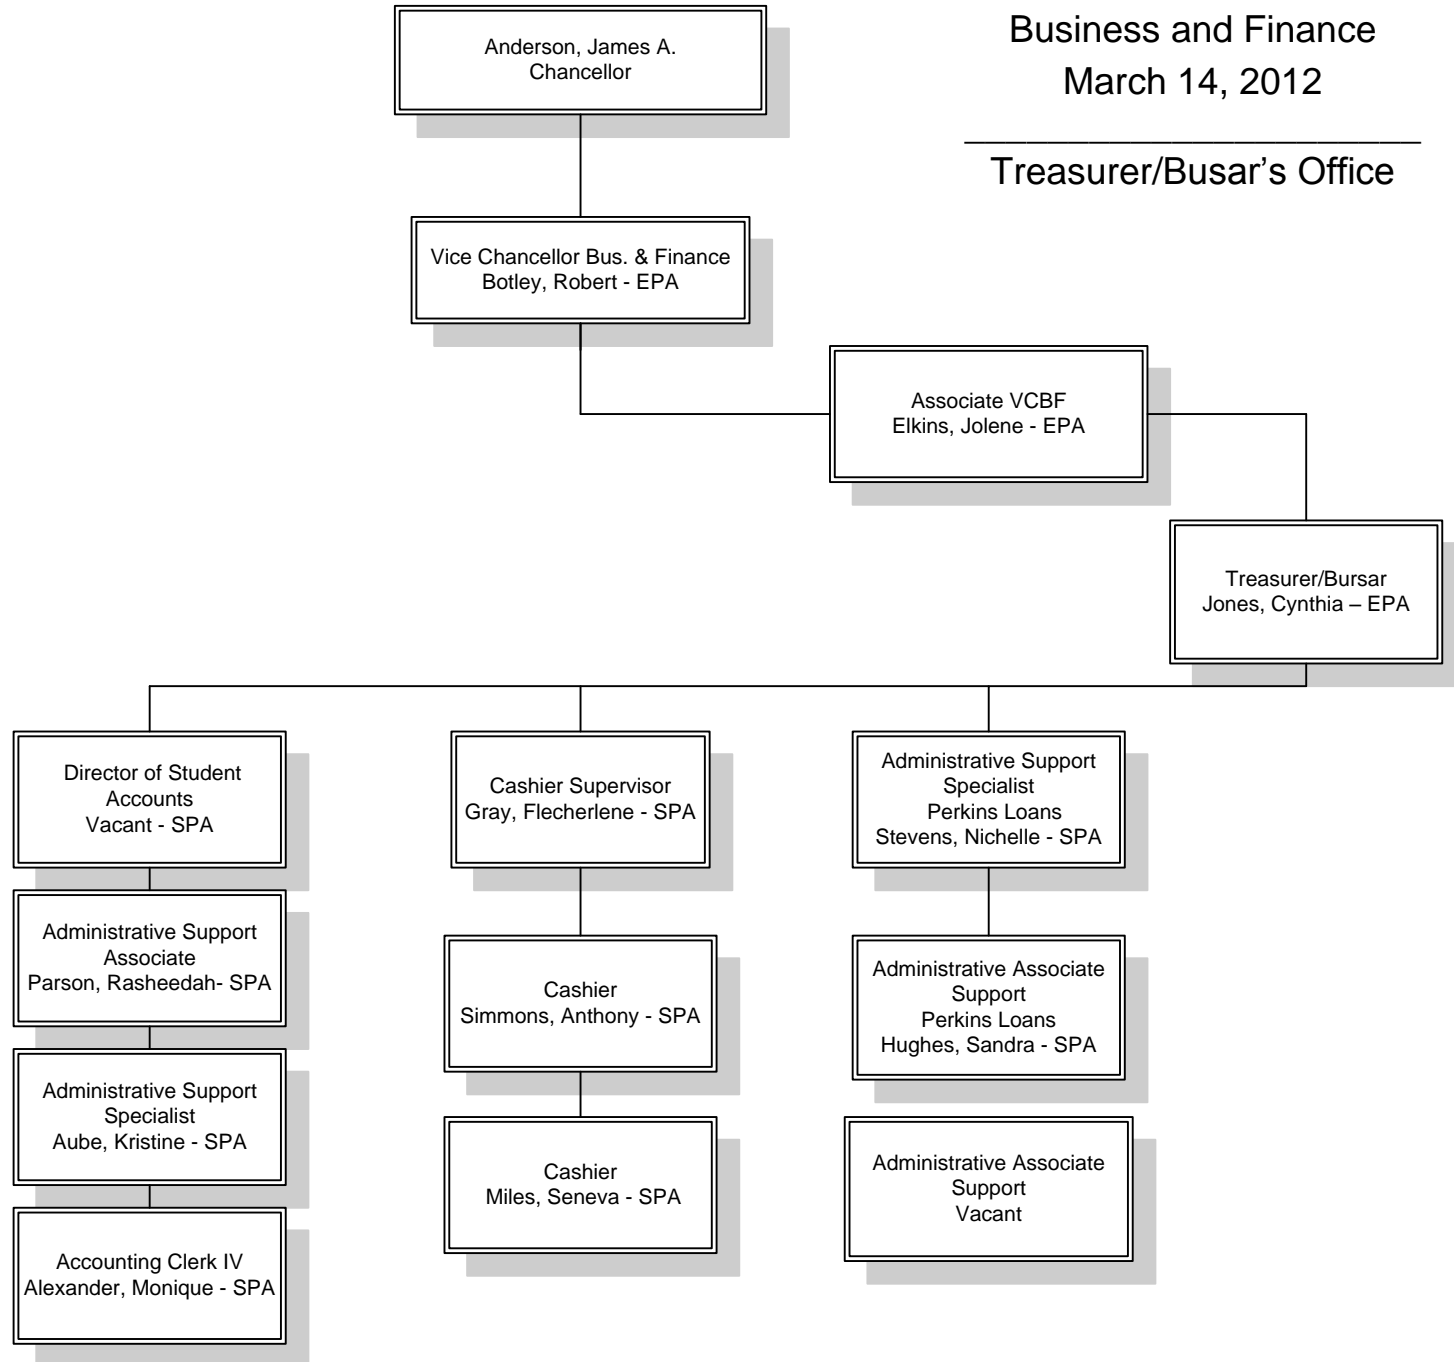 Business and Finance
March 14, 2012
Treasurer/Busar’s Office
Anderson, James A.
Chancellor
Vice Chancellor Bus. & Finance
Botley, Robert - EPA
Associate VCBF
Elkins, Jolene - EPA
Treasurer/Bursar
Jones, Cynthia – EPA
Director of Student
Accounts
Vacant - SPA
Administrative Support
Associate
Parson, Rasheedah- SPA
Administrative Support
Specialist
Aube, Kristine - SPA
Accounting Clerk IV
Alexander, Monique - SPA
Cashier Supervisor
Gray, Flecherlene - SPA
Cashier
Simmons, Anthony - SPA
Cashier
Miles, Seneva - SPA
Administrative Support
Specialist
Perkins Loans
Stevens, Nichelle - SPA
Administrative Associate
Support
Perkins Loans
Hughes, Sandra - SPA
Administrative Associate
Support
Vacant